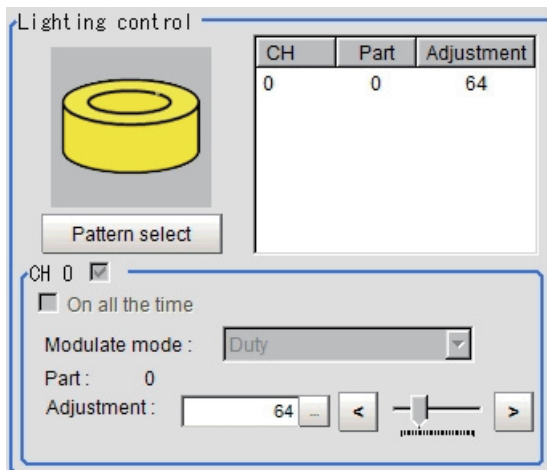 Lighting control
CH Part Adjustment
0 0 64
Pattern select
CH 0
On all the time
Modulate mode : Duty
Part : 0
Adjustment : 64 ... < >